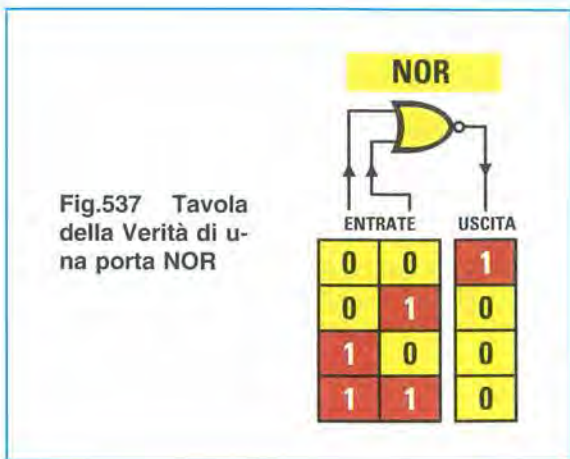 NOR
Fig.537 Tavola
della Verità di u-
na porta NOR
ENTRATE USCITA
0 0 1
0 1 0
1 0 0
1 1 0